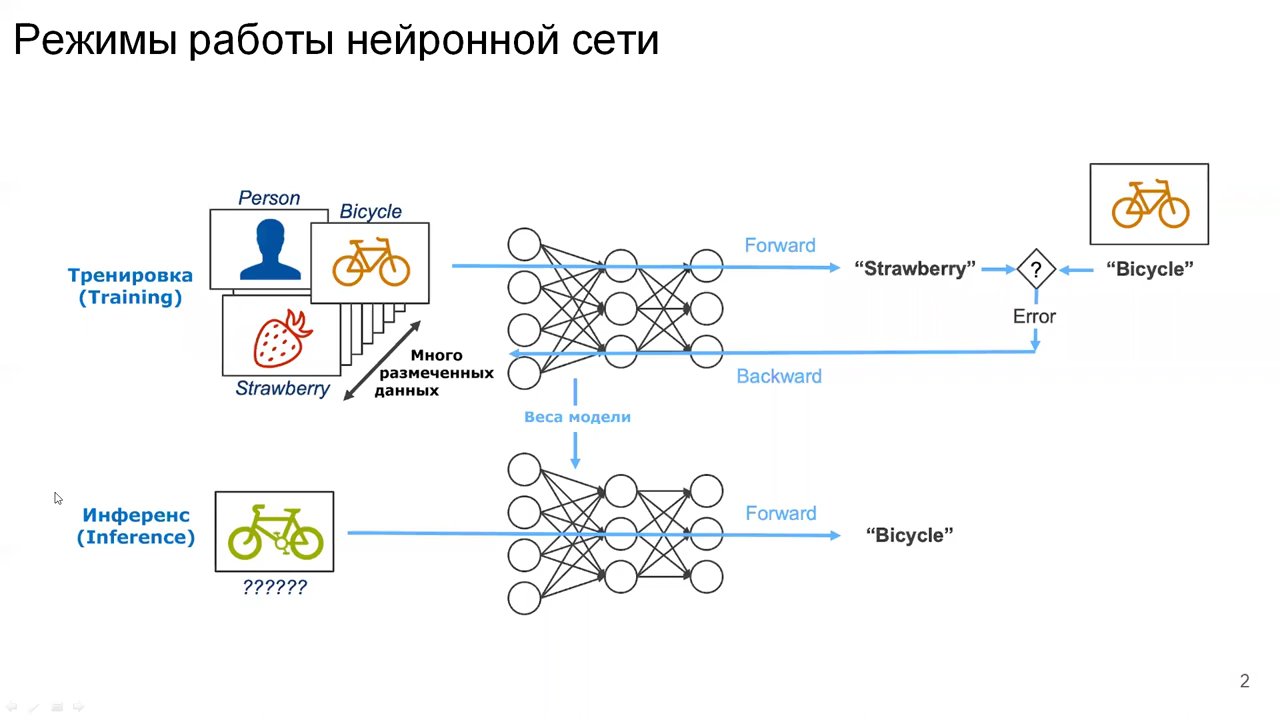 Режимы работы нейронной сети
Person
Bicycle
Тренировка
(Training)
Strawberry
Много
размеченных
данных
Forward
“Strawberry”
?
“Bicycle”
Error
Backward
Веса модели
Инференс
(Inference)
??????
Forward
“Bicycle”
2